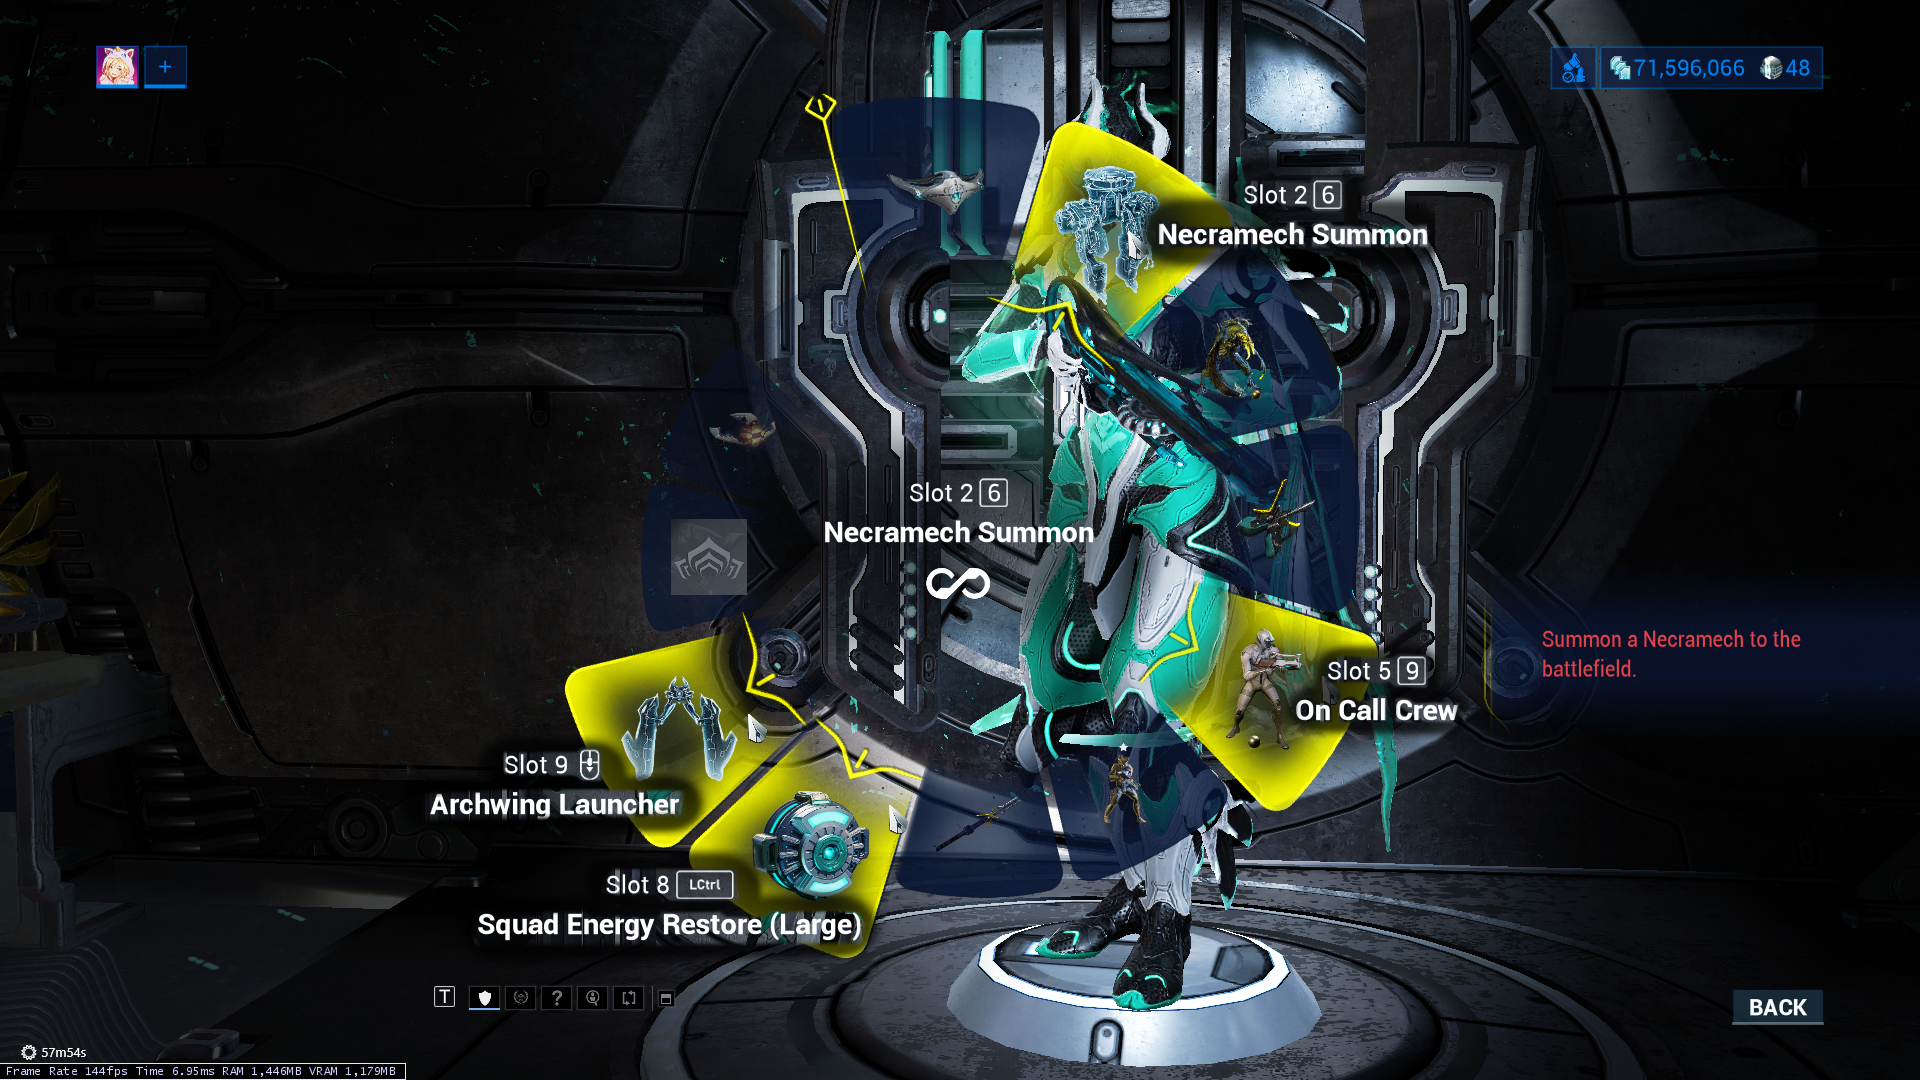 +
71,596,066 48
Slot 2 6
Necramech Summon
Slot 2 6
Necramech Summon
Summon a Necramech to the
battlefield.
Slot 5 9
On Call Crew
Slot 9
Archwing Launcher
Slot 8 LCtrl
Squad Energy Restore (Large)
T ?
BACK
57m54s
Frame Rate 144fps Time 6.95ms RAM 1,446MB VRAM 1,179MB